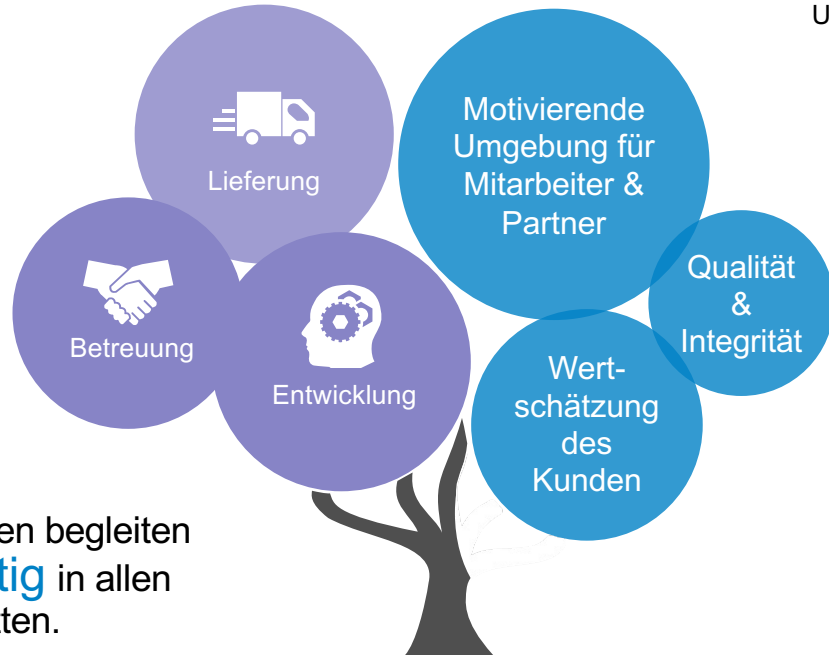 U
Lieferung
Motivierende
Umgebung für
Mitarbeiter &
Partner
Betreuung
Entwicklung
Qualität
&
Integrität
Wert-
schätzung
des
Kunden
en begleiten
tig in allen
ten.